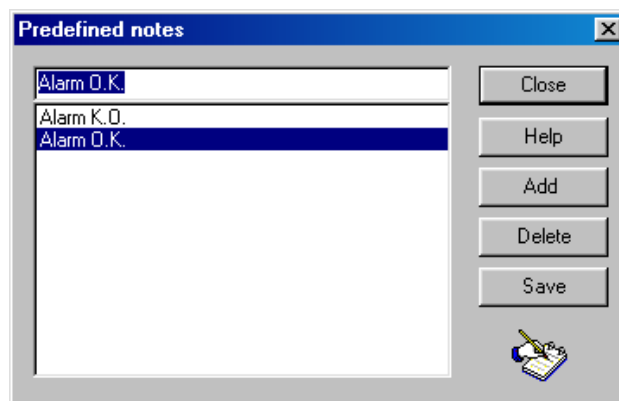 Predefined notes
Alarm O.K.
Close
Alarm K.O.
Alarm O.K.
Help
Add
Delete
Save